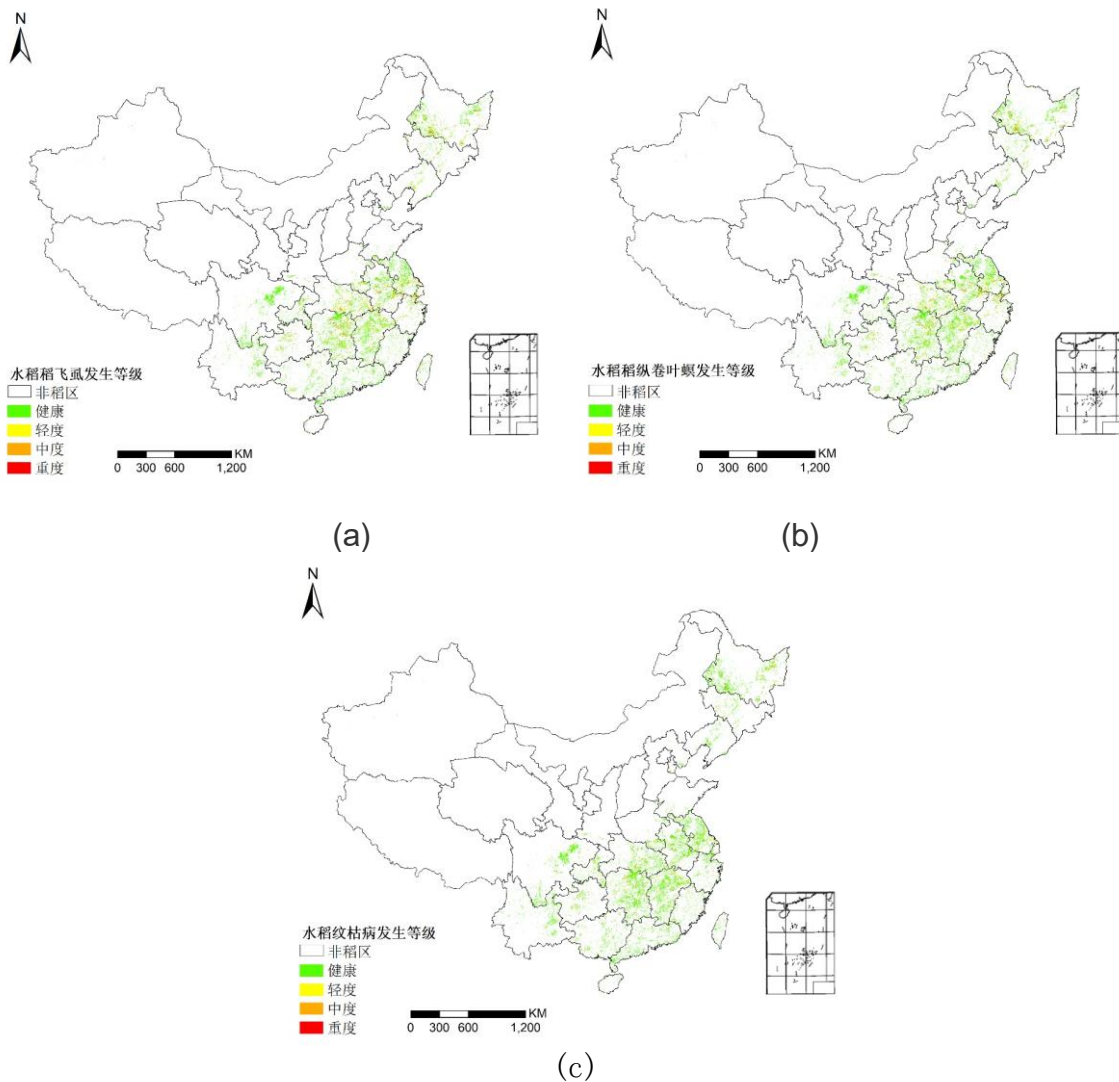 N
水稻稻飞虱发生等级
非稻区
健康
轻度
中度
重度
KM
0 300 600 1,200
(a)
N
水稻稻纵卷叶螟发生等级
非稻区
健康
轻度
中度
重度
KM
0 300 600 1,200
(b)
N
水稻纹枯病发生等级
非稻区
健康
轻度
中度
重度
KM
0 300 600 1,200
(c)